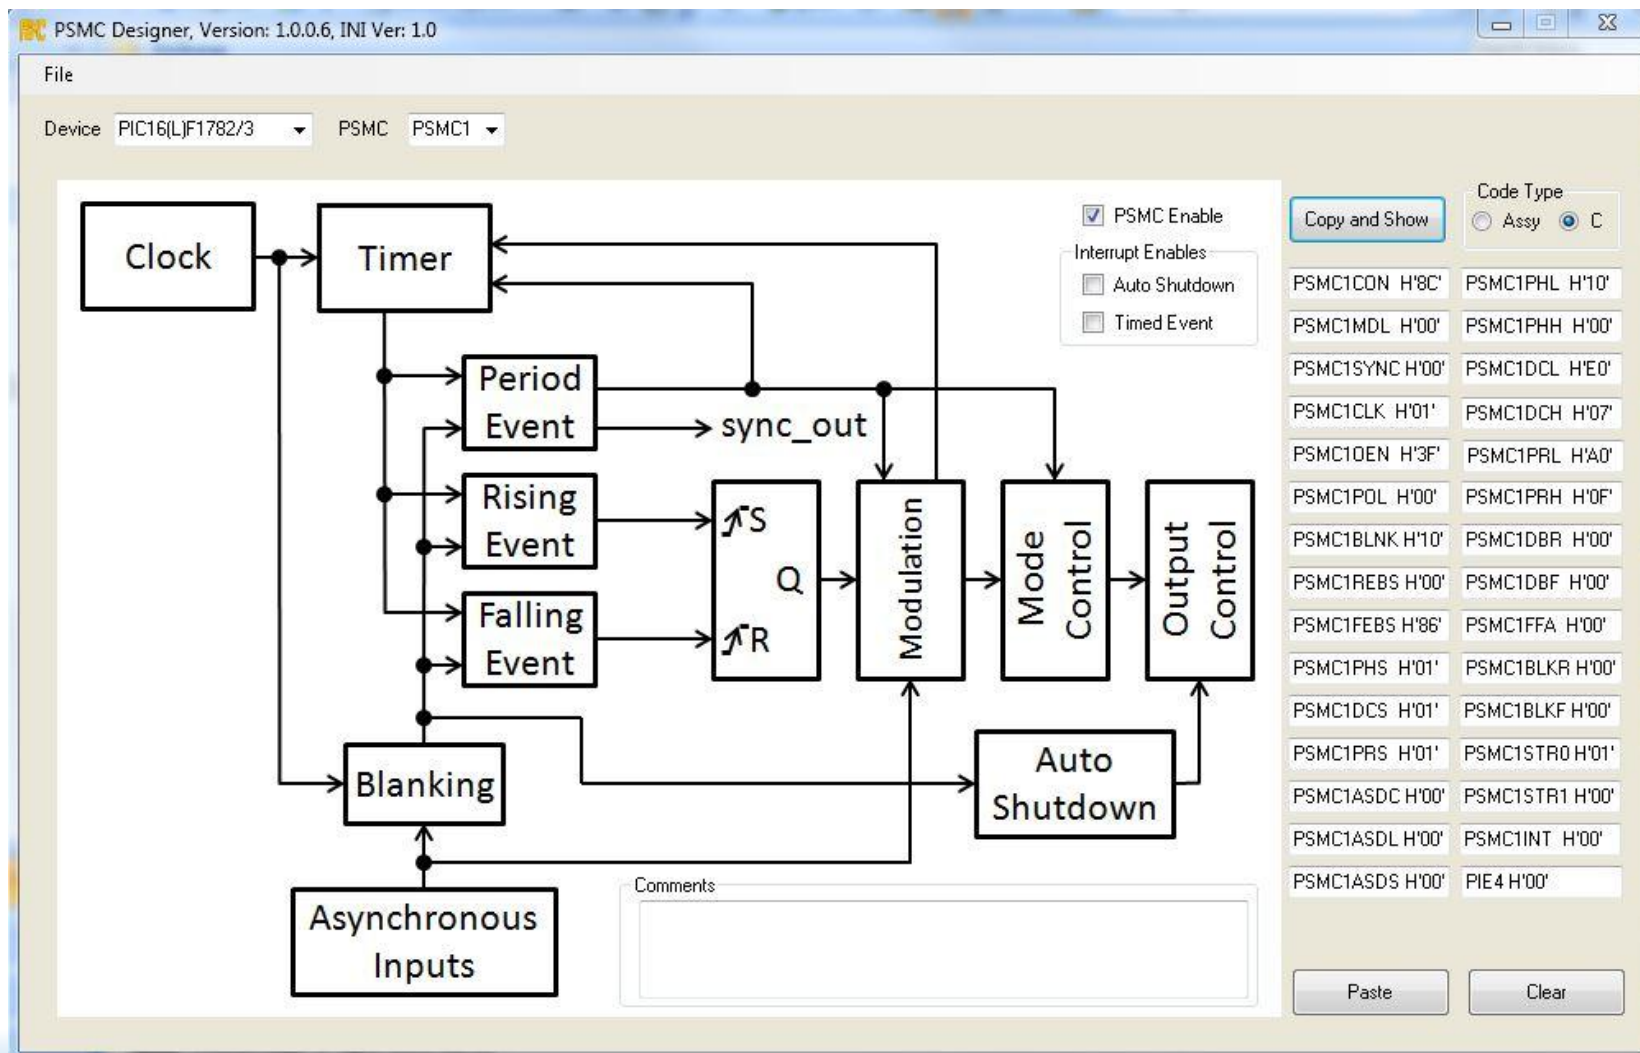 PSMC Designer, Version: 1.0.0.6, INI Ver: 1.0
File
Device PIC16(L)F1782/3 PSMC PSMC1
Clock
Timer
Period
Event
sync_out
Rising
Event
Falling
Event
S
Q
R
Modulation
Mode
Control
Output
Control
Blanking
Auto
Shutdown
Asynchronous
Inputs
PSMC Enable
Interrupt Enables
Auto Shutdown
Timed Event
Comments
Copy and Show
Code Type
Assy C
PSMC1CON H'8C' PSMC1PHL H'10'
PSMC1MDL H'00' PSMC1PHH H'00'
PSMC1SYNC H'00' PSMC1DCL H'E0'
PSMC1CLK H'01' PSMC1DCH H'07'
PSMC1OEN H'3F' PSMC1PRL H'A0'
PSMC1POL H'00' PSMC1PRH H'0F'
PSMC1BLNK H'10' PSMC1DBR H'00'
PSMC1REBS H'00' PSMC1DBF H'00'
PSMC1FEBS H'86' PSMC1FFA H'00'
PSMC1PHS H'01' PSMC1BLKR H'00'
PSMC1DCS H'01' PSMC1BLKF H'00'
PSMC1PRS H'01' PSMC1STR0 H'01'
PSMC1ASDC H'00' PSMC1STR1 H'00'
PSMC1ASDL H'00' PSMC1INT H'00'
PSMC1ASDS H'00' PIE4 H'00'
Paste Clear